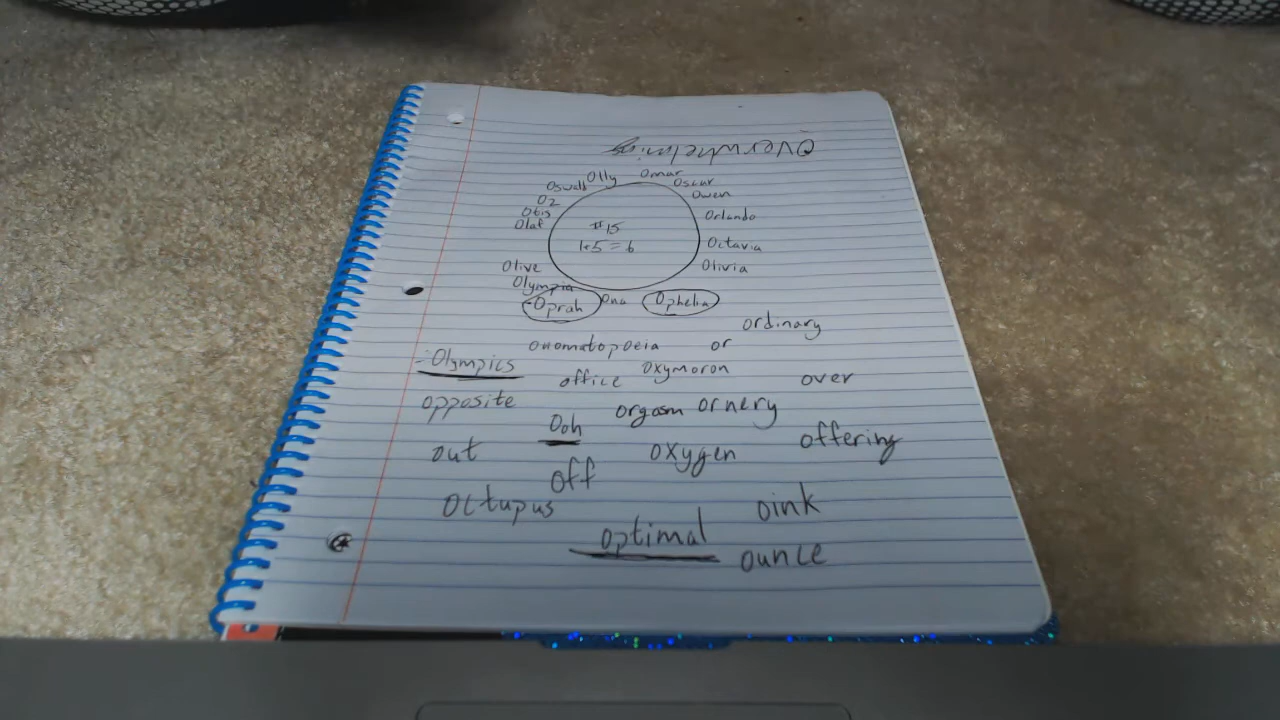 Overwhelming
Olly Omar
Oswald Oscar
Oz Owen
Otis Orlando
Olaf #15
1+5=6 Octavia
Olive Olivia
Olympia
Oprah Ona Ophelia
ordinary
onomatopoeia or
Olympics office oxymoron over
opposite orgasm ornery
out Ooh oxygen offering
off
Octupus oink
optimal
ounce